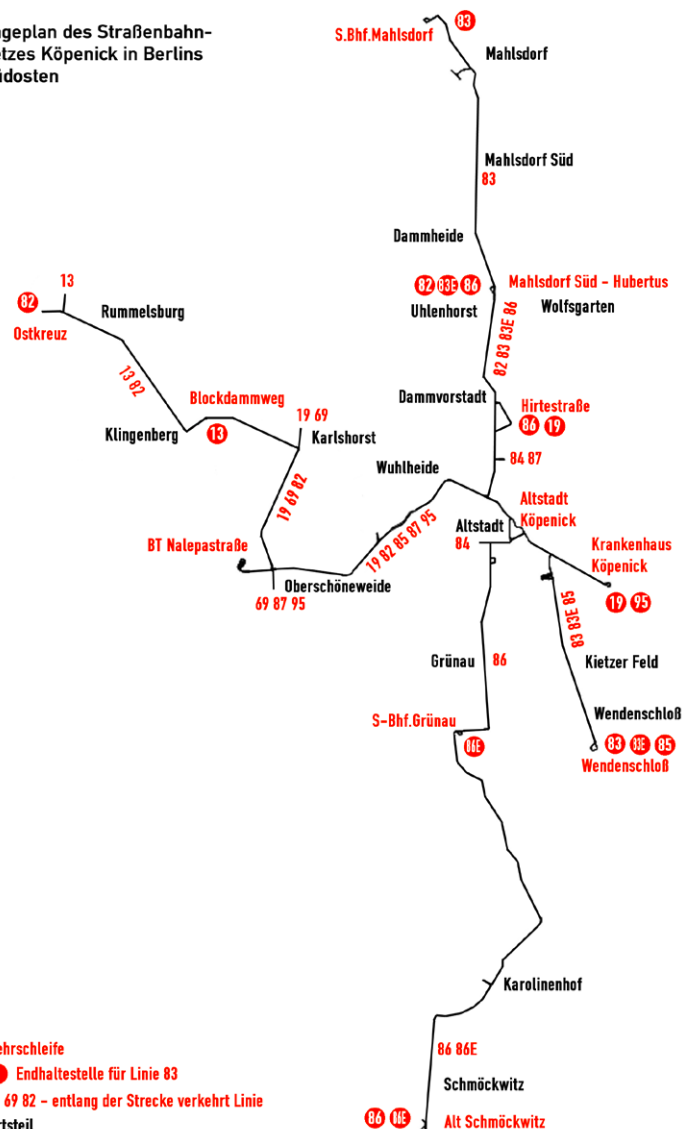 geplan des Straßenbahn-
etzes Köpenick in Berlins
üdosten
S.Bhf.Mahlsdorf
83
Mahlsdorf
Mahlsdorf Süd
83
Dammheide
82 83E 86
Mahlsdorf Süd - Hubertus
Uhlenhorst
Wolfsgarten
82 83 83E 86
13
82
Rummelsburg
Ostkreuz
13 82
Blockdammweg
Klingenberg
13
19 69
Karlshorst
Dammvorstadt
Hirtestraße
86 19
84 87
Wuhlheide
19 69 82
Altstadt
Köpenick
Altstadt
84
19 82 85 87 95
BT Nalepastraße
Oberschöneweide
69 87 95
Krankenhaus
Köpenick
19 95
83 83E 85
Kietzer Feld
Grünau
86
Wendenschloß
83 83E 85
Wendenschloß
S-Bhf.Grünau
86E
Karolinenhof
86 86E
Schmöckwitz
86 86E
Alt Schmöckwitz
ehrschleife
Endhaltestelle für Linie 83
69 82 - entlang der Strecke verkehrt Linie
rtsteil